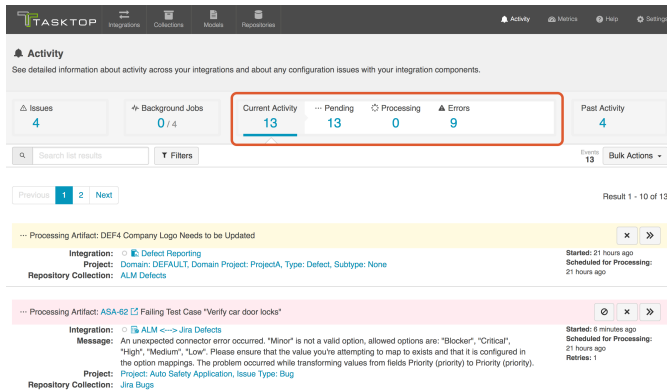 TASKTOP
Integrations Collections Models Repositories Activity Metrics Help Settings
Activity
See detailed information about activity across your integrations and about any configuration issues with your integration components.
Issues Background Jobs Current Activity Pending Processing Errors Past Activity
4 0 / 4 13 13 0 9 4
Search list results Filters Events 13 Bulk Actions
Previous 1 2 Next Result 1 - 10 of 13
Processing Artifact: DEF4 Company Logo Needs to be Updated
Integration: Defect Reporting Started: 21 hours ago
Project: Domain: DEFAULT, Domain Project: ProjectA, Type: Defect, Subtype: None Scheduled for Processing:
Repository Collection: ALM Defects 21 hours ago
Processing Artifact: ASA-62 Failing Test Case "Verify car door locks"
Integration: ALM <---> Jira Defects Started: 6 minutes ago
Message: An unexpected connector error occurred. "Minor" is not a valid option, allowed options are: "Blocker", "Critical", Scheduled for Processing:
"High", "Medium", "Low". Please ensure that the value you're attempting to map to exists and that it is configured in 21 hours ago
the option mappings. The problem occurred while transforming values from fields Priority (priority) to Priority (priority). Retries: 1
Project: Project: Auto Safety Application, Issue Type: Bug
Repository Collection: Jira Bugs